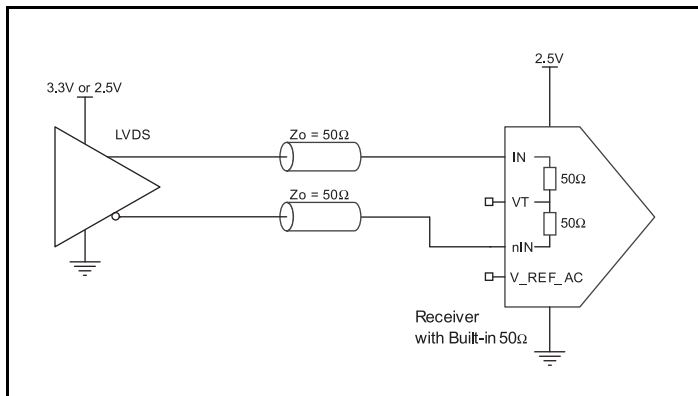 3.3V or 2.5V
2.5V
LVDS
Zo = 50Ω
Zo = 50Ω
IN
50Ω
VT
50Ω
nIN
V_REF_AC
Receiver
with Built-in 50Ω